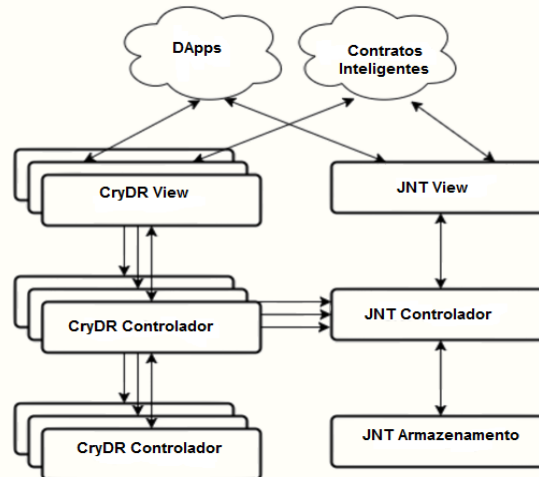 DApps
Contratos
Inteligentes
CryDR View
JNT View
CryDR Controlador
JNT Controlador
CryDR Controlador
JNT Armazenamento